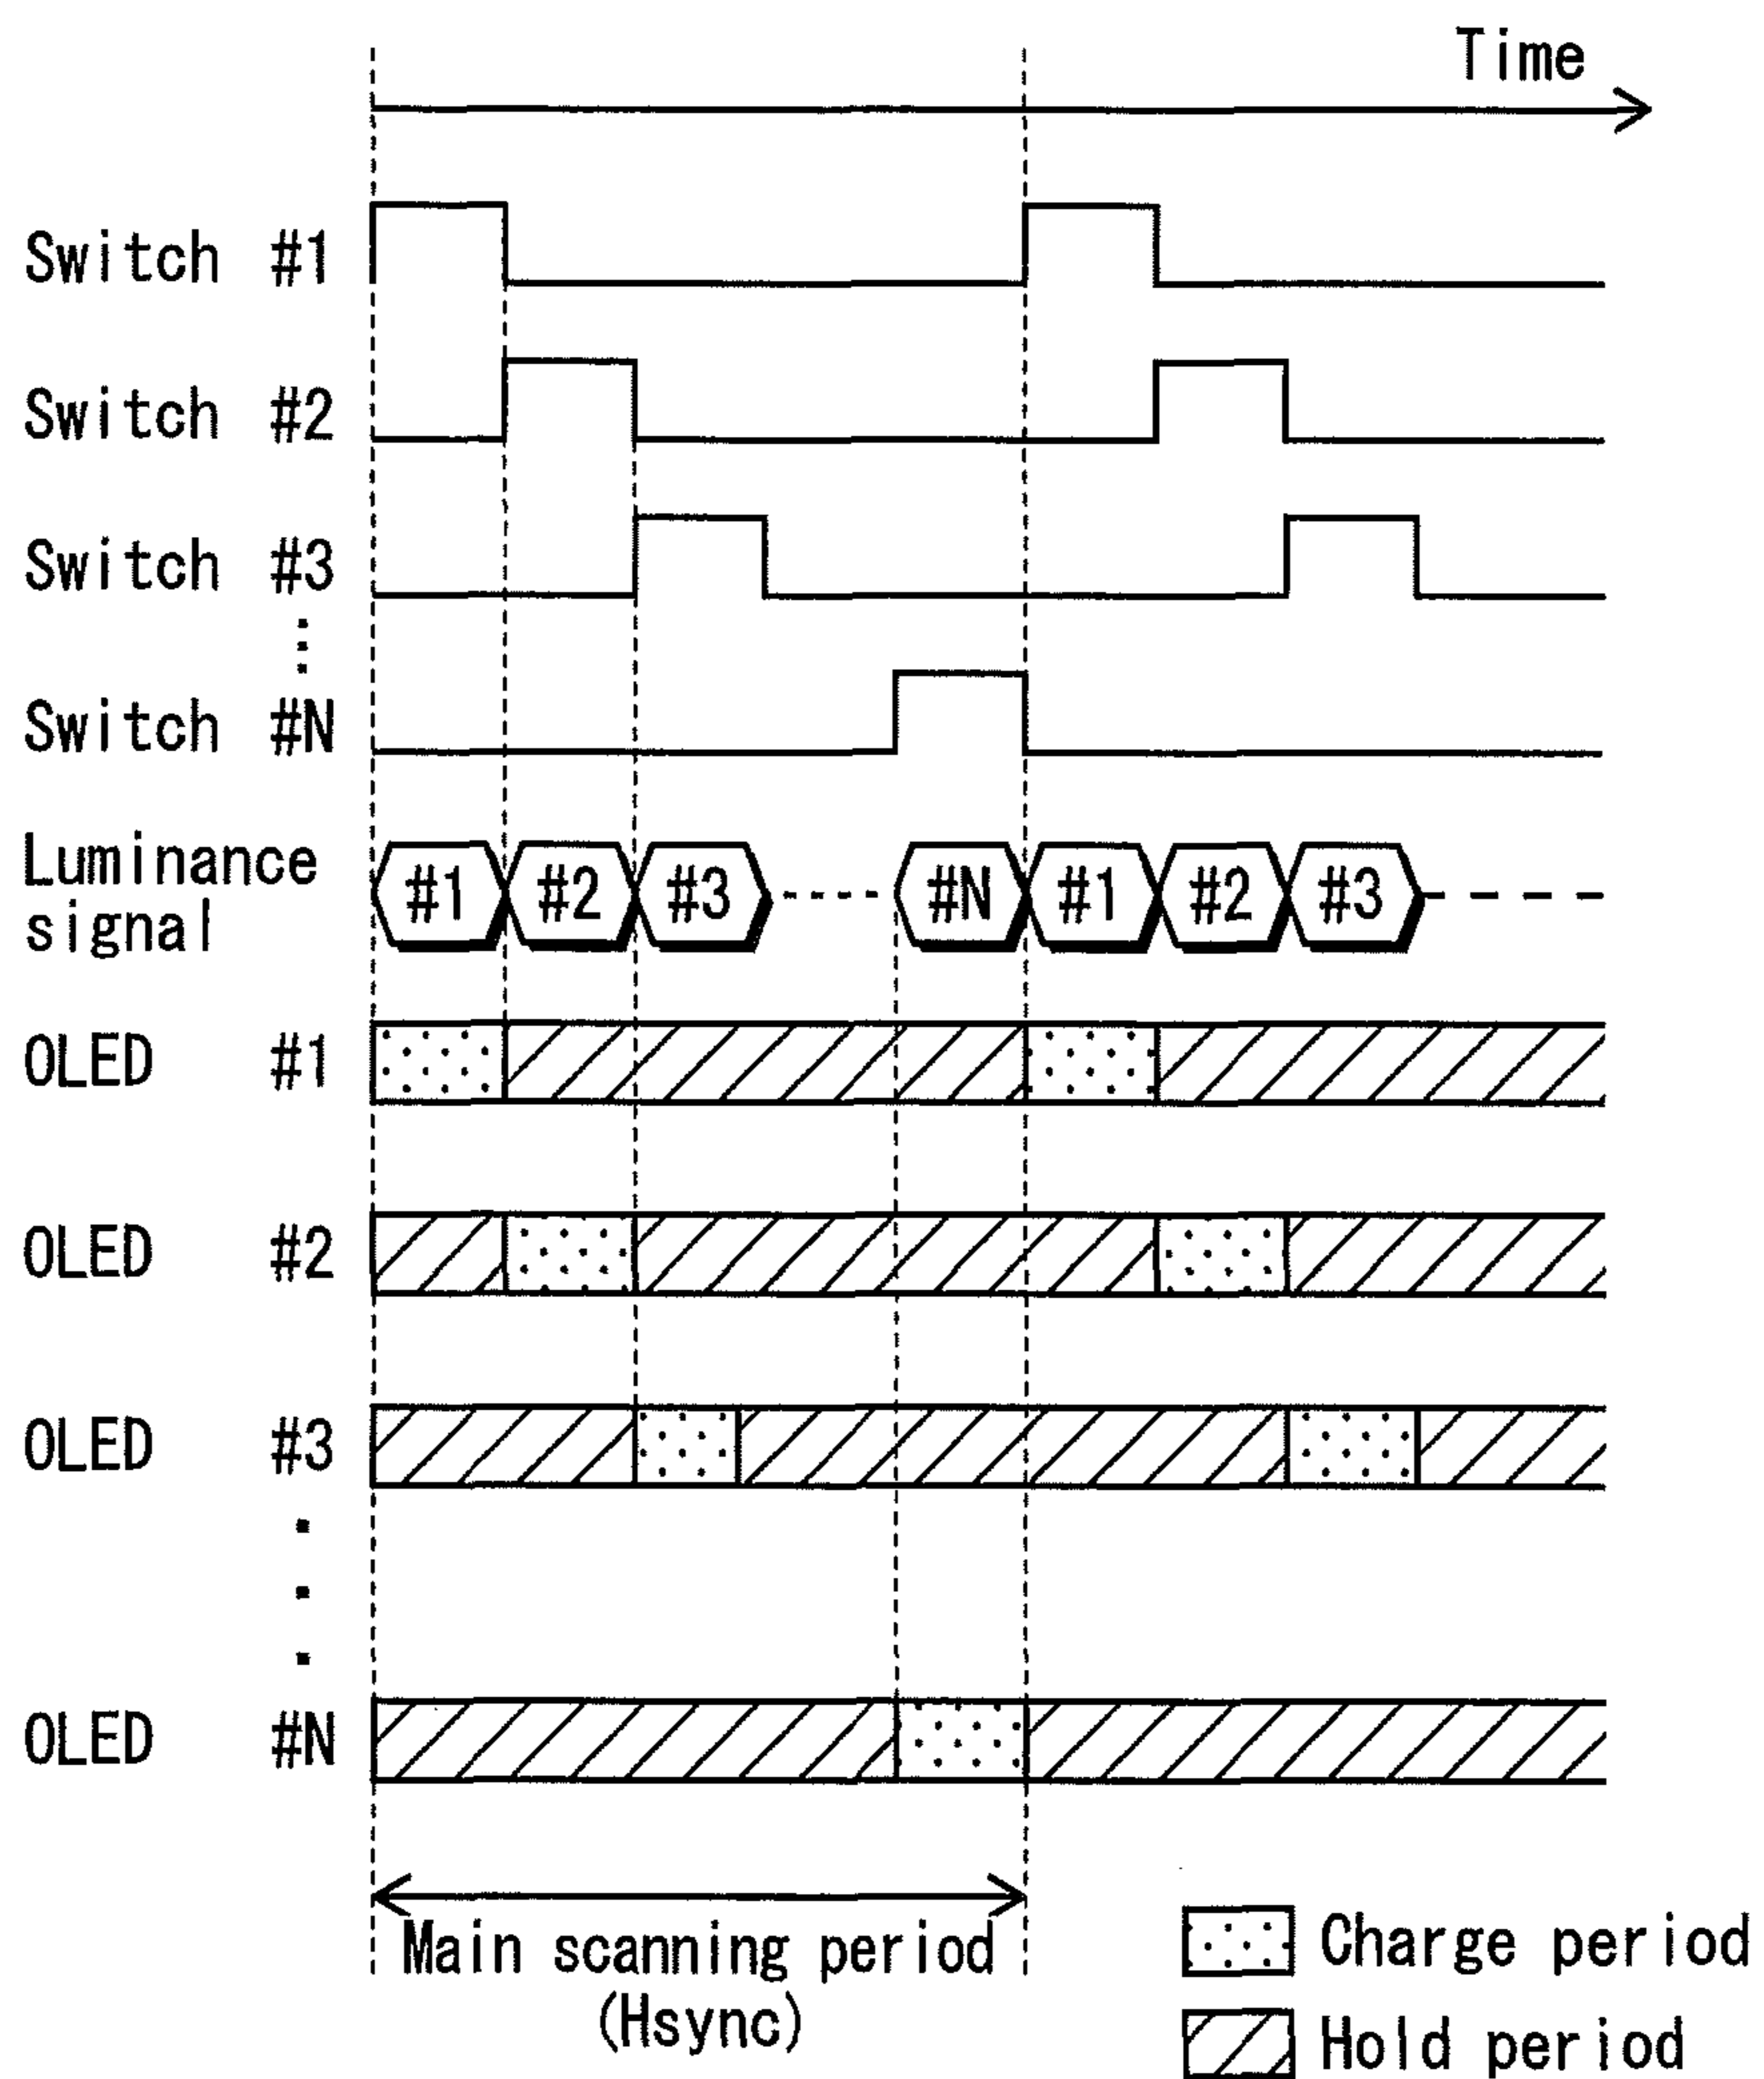 Time
Switch #1
Switch #2
Switch #3
Switch #N
Luminance
signal
#1 #2 #3 #N #1 #2 #3
OLED #1
OLED #2
OLED #3
OLED #N
Main scanning period
(Hsync)
Charge period
Hold period